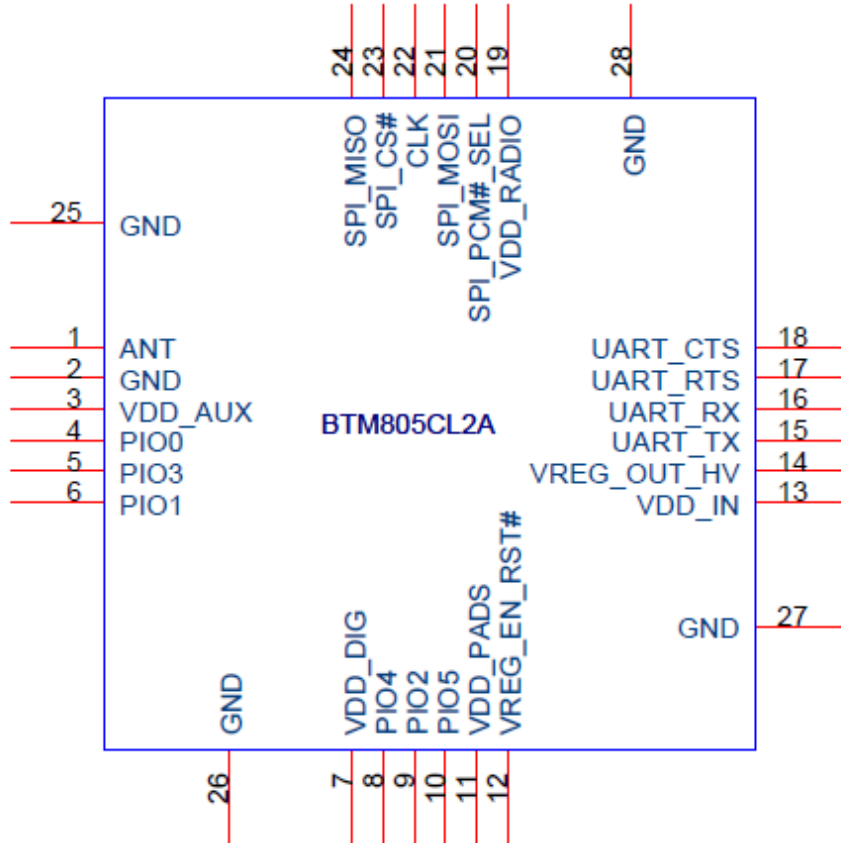 24 23 22 21 20 19 28
SPI_MISO
SPI_CS#
CLK
SPI_MOSI
SPI_PCM#_SEL
VDD_RADIO
GND
25 GND
1 ANT
2 GND
3 VDD_AUX
4 PIO0
5 PIO3
6 PIO1
BTM805CL2A
UART_CTS 18
UART_RTS 17
UART_RX 16
UART_TX 15
VREG_OUT_HV 14
VDD_IN 13
GND 27
GND
VDD_DIG
PIO4
PIO2
PIO5
VDD_PADS
VREG_EN_RST#
26 7 8 9 10 11 12